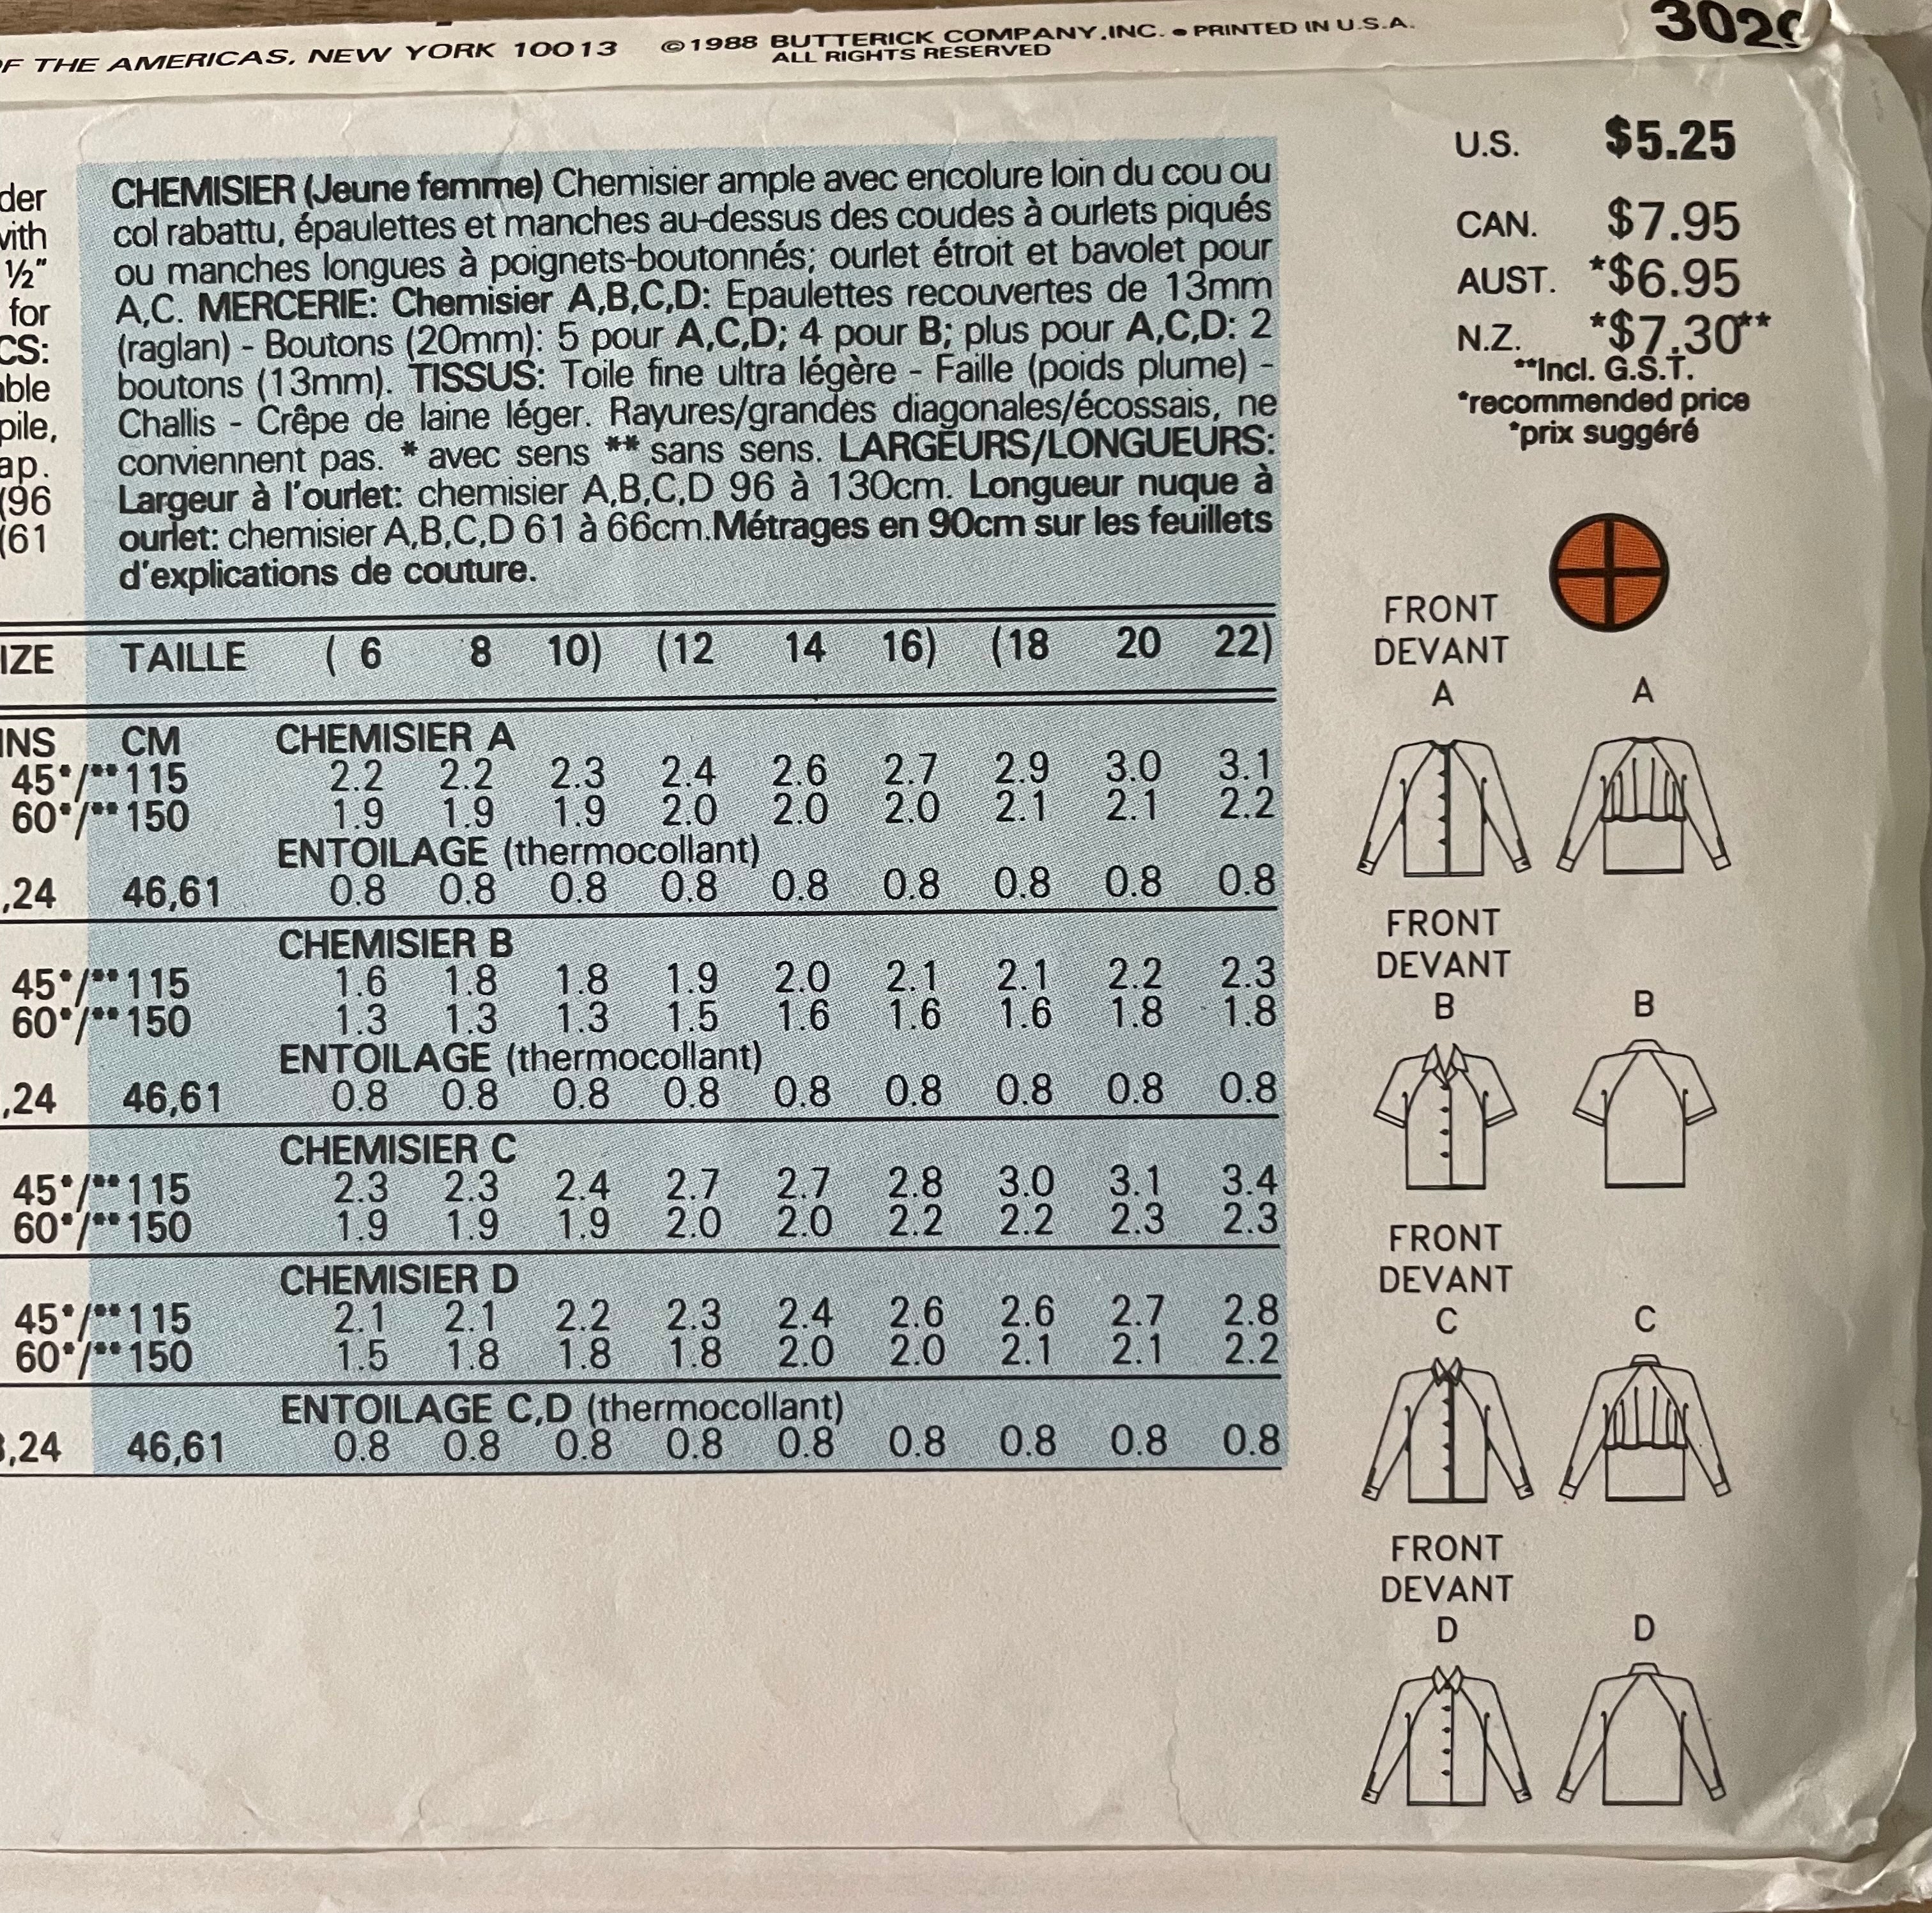 OF THE AMERICAS, NEW YORK 10013 ©1988 BUTTERICK COMPANY, INC. • PRINTED IN U.S.A.
ALL RIGHTS RESERVED
3029
der
with
½"
for
CS:
able
pile,
ap.
(96
(61
CHEMISIER (Jeune femme) Chemisier ample avec encolure loin du cou ou
col rabattu, épaulettes et manches au-dessus des coudes à ourlets piqués
ou manches longues à poignets-boutonnés; ourlet étroit et bavolet pour
A,C. MERCERIE: Chemisier A,B,C,D: Epaulettes recouvertes de 13mm
(raglan) - Boutons (20mm): 5 pour A,C,D; 4 pour B; plus pour A,C,D: 2
boutons (13mm). TISSUS: Toile fine ultra légère - Faille (poids plume) -
Challis - Crêpe de laine léger. Rayures/grandes diagonales/écossais, ne
conviennent pas. * avec sens ** sans sens. LARGEURS/LONGUEURS:
Largeur à l'ourlet: chemisier A,B,C,D 96 à 130cm. Longueur nuque à
ourlet: chemisier A,B,C,D 61 à 66cm.Métrages en 90cm sur les feuillets
d'explications de couture.
IZE TAILLE ( 6 8 10) (12 14 16) (18 20 22)
INS CM CHEMISIER A
45*/**115 2.2 2.2 2.3 2.4 2.6 2.7 2.9 3.0 3.1
60*/**150 1.9 1.9 1.9 2.0 2.0 2.0 2.1 2.1 2.2
ENTOILAGE (thermocollant)
,24 46,61 0.8 0.8 0.8 0.8 0.8 0.8 0.8 0.8 0.8
CHEMISIER B
45*/**115 1.6 1.8 1.8 1.9 2.0 2.1 2.1 2.2 2.3
60*/**150 1.3 1.3 1.3 1.5 1.6 1.6 1.6 1.8 1.8
ENTOILAGE (thermocollant)
,24 46,61 0.8 0.8 0.8 0.8 0.8 0.8 0.8 0.8 0.8
CHEMISIER C
45*/**115 2.3 2.3 2.4 2.7 2.7 2.8 3.0 3.1 3.4
60*/**150 1.9 1.9 1.9 2.0 2.0 2.2 2.2 2.3 2.3
CHEMISIER D
45*/**115 2.1 2.1 2.2 2.3 2.4 2.6 2.6 2.7 2.8
60*/**150 1.5 1.8 1.8 1.8 2.0 2.0 2.1 2.1 2.2
ENTOILAGE C,D (thermocollant)
,24 46,61 0.8 0.8 0.8 0.8 0.8 0.8 0.8 0.8 0.8
U.S. $5.25
CAN. $7.95
AUST. *$6.95
N.Z. *$7.30**
**Incl. G.S.T.
*recommended price
*prix suggéré
FRONT
DEVANT
A A
FRONT
DEVANT
B B
FRONT
DEVANT
C C
FRONT
DEVANT
D D